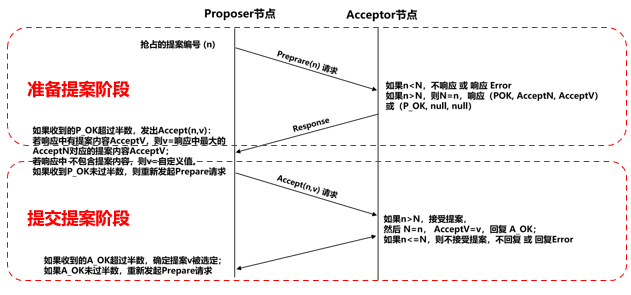 Proposer节点
Acceptor节点
抢占的提案编号 (n)
Preprare(n) 请求
准备提案阶段
如果n<N，不响应 或 响应 Error
如果n>N，则N=n，响应（POK, AcceptN, AcceptV)
或（P_OK, null, null)
Response
如果收到的P_OK超过半数，发出Accept(n,v)：
若响应中有提案内容AcceptV，则v=响应中最大的
AcceptN对应的提案内容AcceptV；
若响应中 不包含提案内容，则v=自定义值。
如果收到P_OK未过半数，则重新发起Prepare请求
Accept(n,v) 请求
提交提案阶段
如果n>N，接受提案，
然后 N=n， AcceptV=v，回复 A_OK；
如果n<=N，则不接受提案，不回复 或 回复Error
如果收到的A_OK超过半数，确定提案v被选定；
如果A_OK未过半数，重新发起Prepare请求